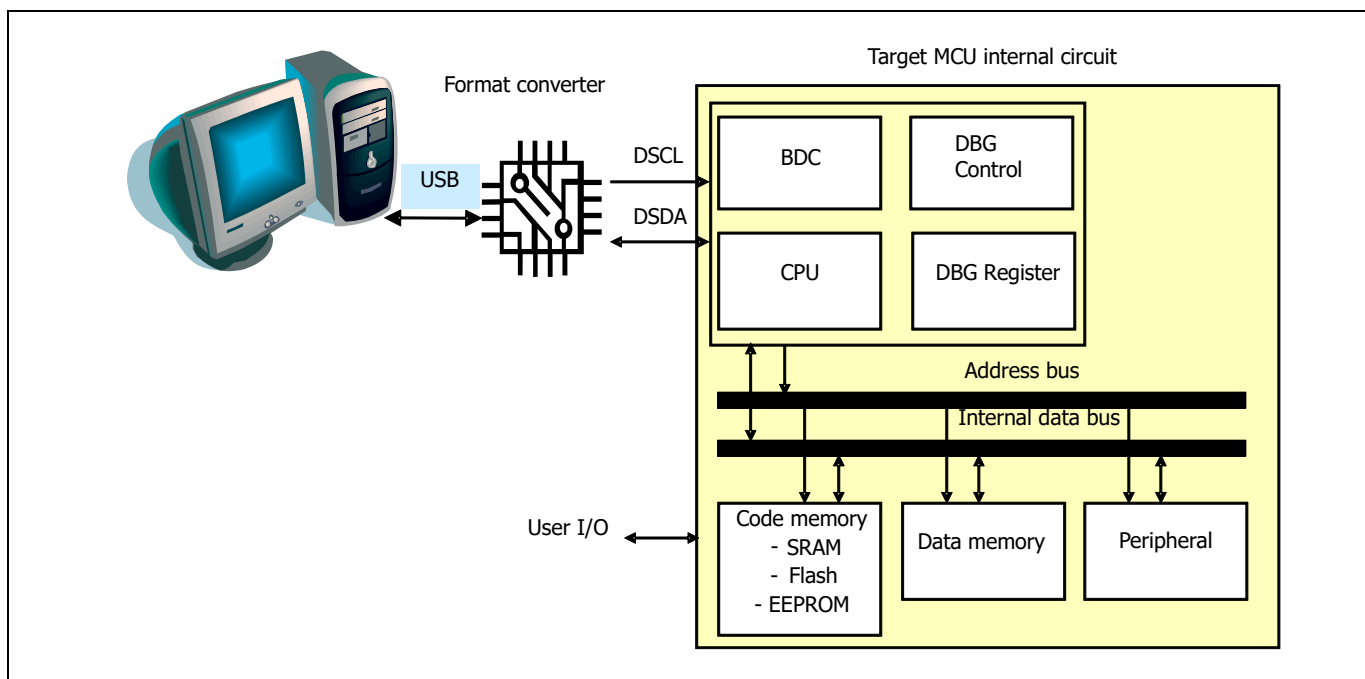 Target MCU internal circuit
Format converter
USB
DSCL
DSDA
BDC
DBG
Control
CPU
DBG Register
Address bus
Internal data bus
User I/O
Code memory
- SRAM
- Flash
- EEPROM
Data memory
Peripheral